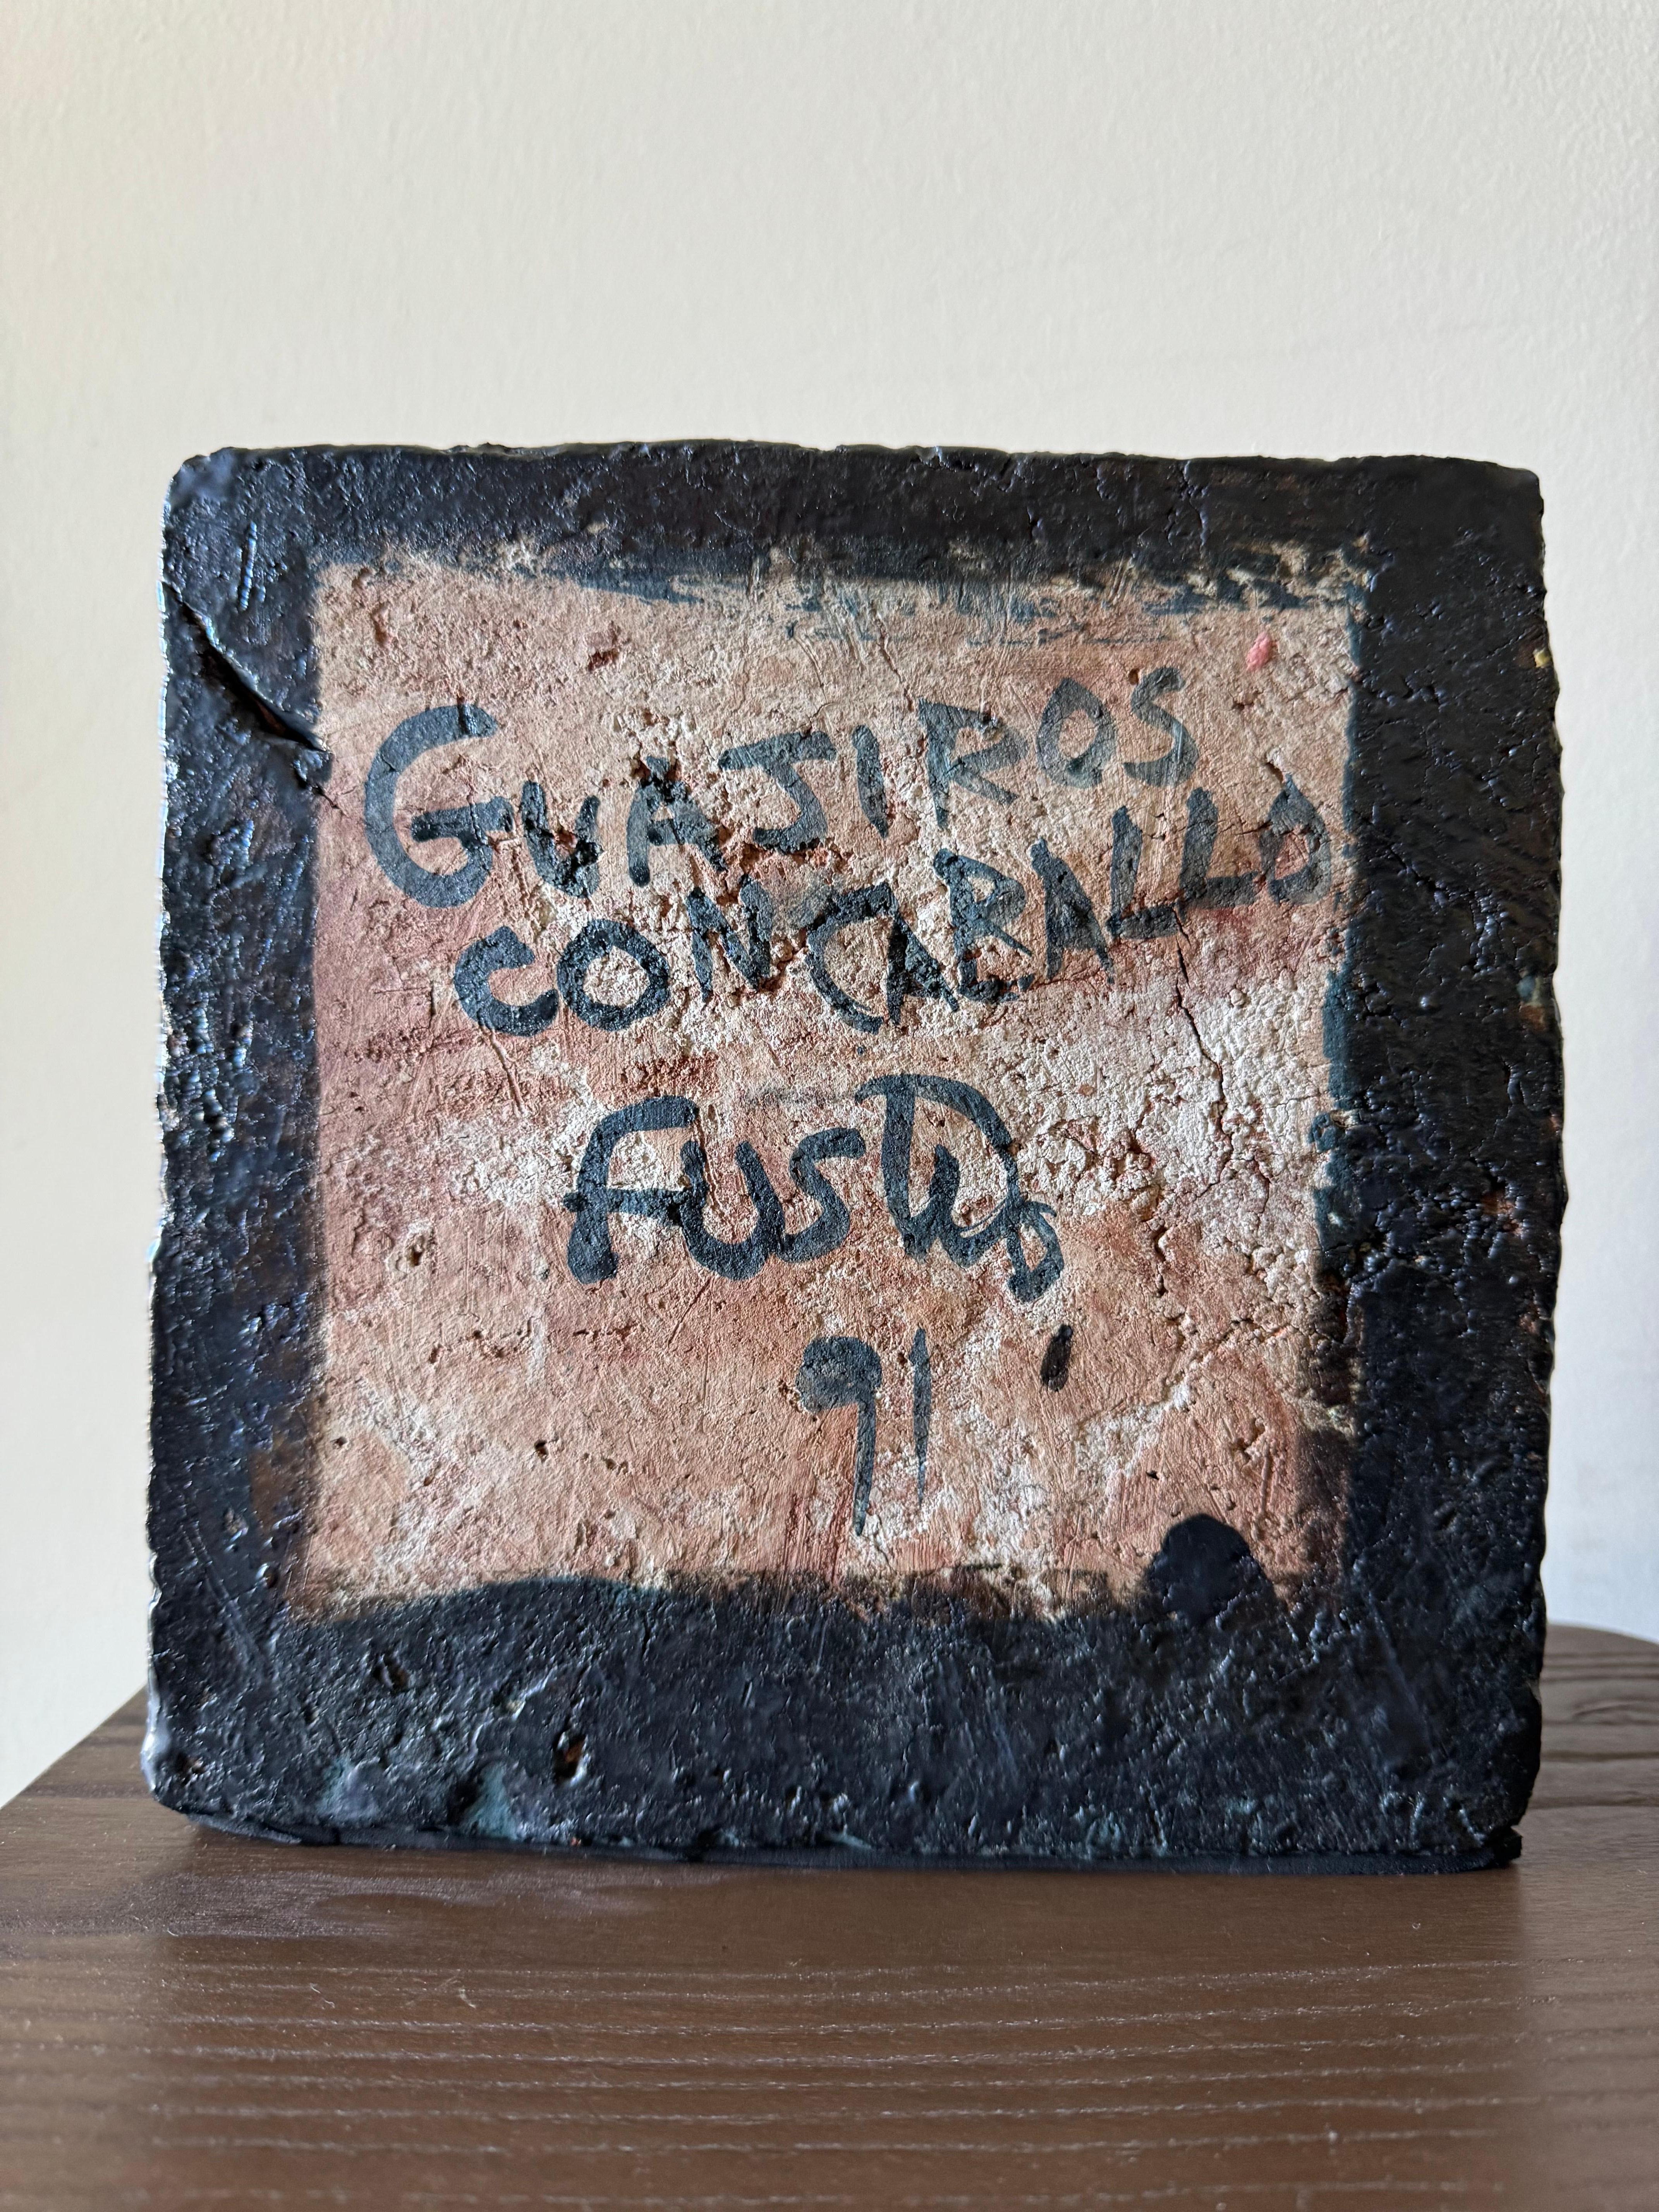 GUAJIROS
CON CABALLO
FUSTER
91